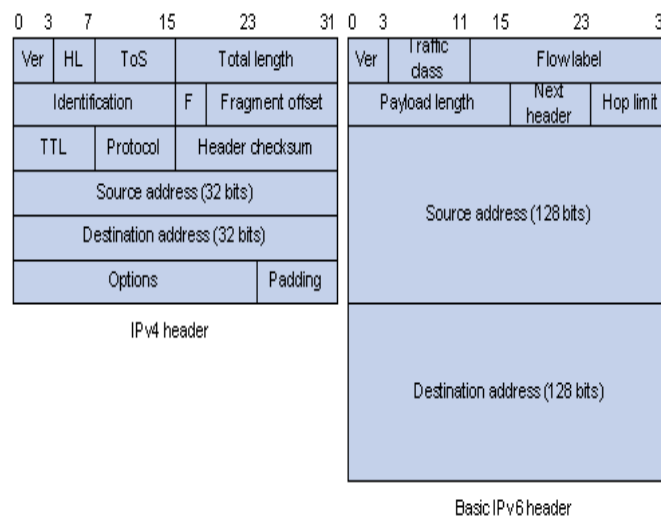 0 3 7 15 23 31
Ver HL ToS Total length
Identification F Fragment offset
TTL Protocol Header checksum
Source address (32 bits)
Destination address (32 bits)
Options Padding
IPv4 header
0 3 11 15 23 3
Ver Traffic class Flow label
Payload length Next header Hop limit
Source address (128 bits)
Destination address (128 bits)
Basic IPv6 header